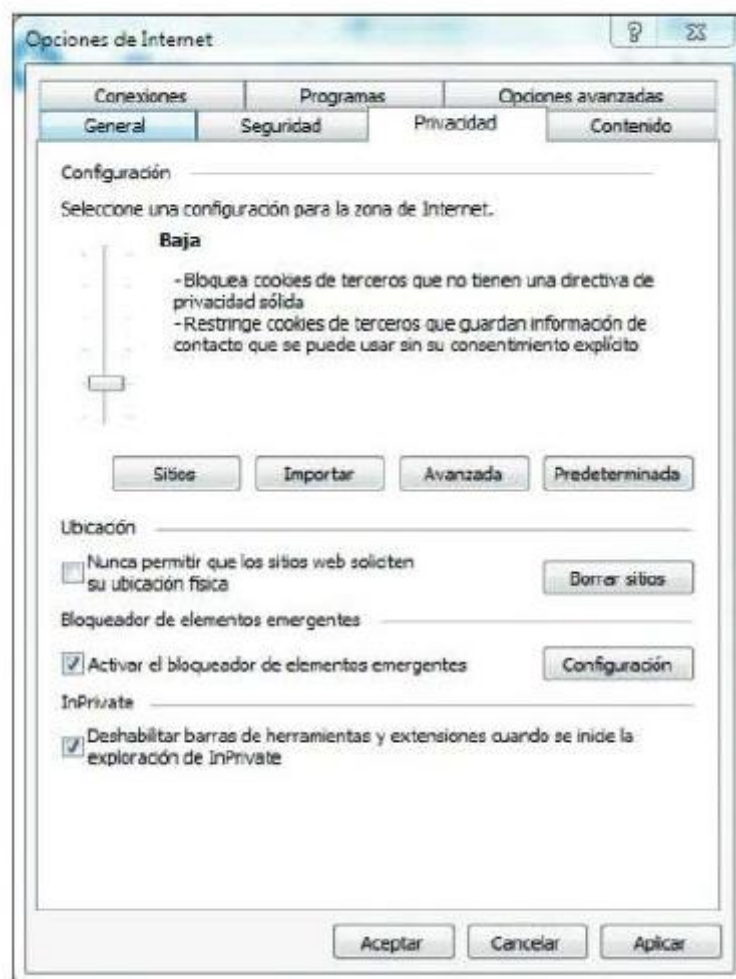 Opciones de Internet
Conexiones Programas Opciones avanzadas
General Seguridad Privacidad Contenido
Configuración
Seleccione una configuración para la zona de Internet.
Baja
-Bloquea cookies de terceros que no tienen una directiva de
privacidad sólida
-Restringe cookies de terceros que guardan información de
contacto que se puede usar sin su consentimiento explícito
Sitios Importar Avanzada Predeterminada
Ubicación
Nunca permitir que los sitios web soliciten
su ubicación física
Borrar sitios
Bloqueador de elementos emergentes
Activar el bloqueador de elementos emergentes Configuración
InPrivate
Deshabilitar barras de herramientas y extensiones cuando se inicie la
exploración de InPrivate
Aceptar Cancelar Aplicar